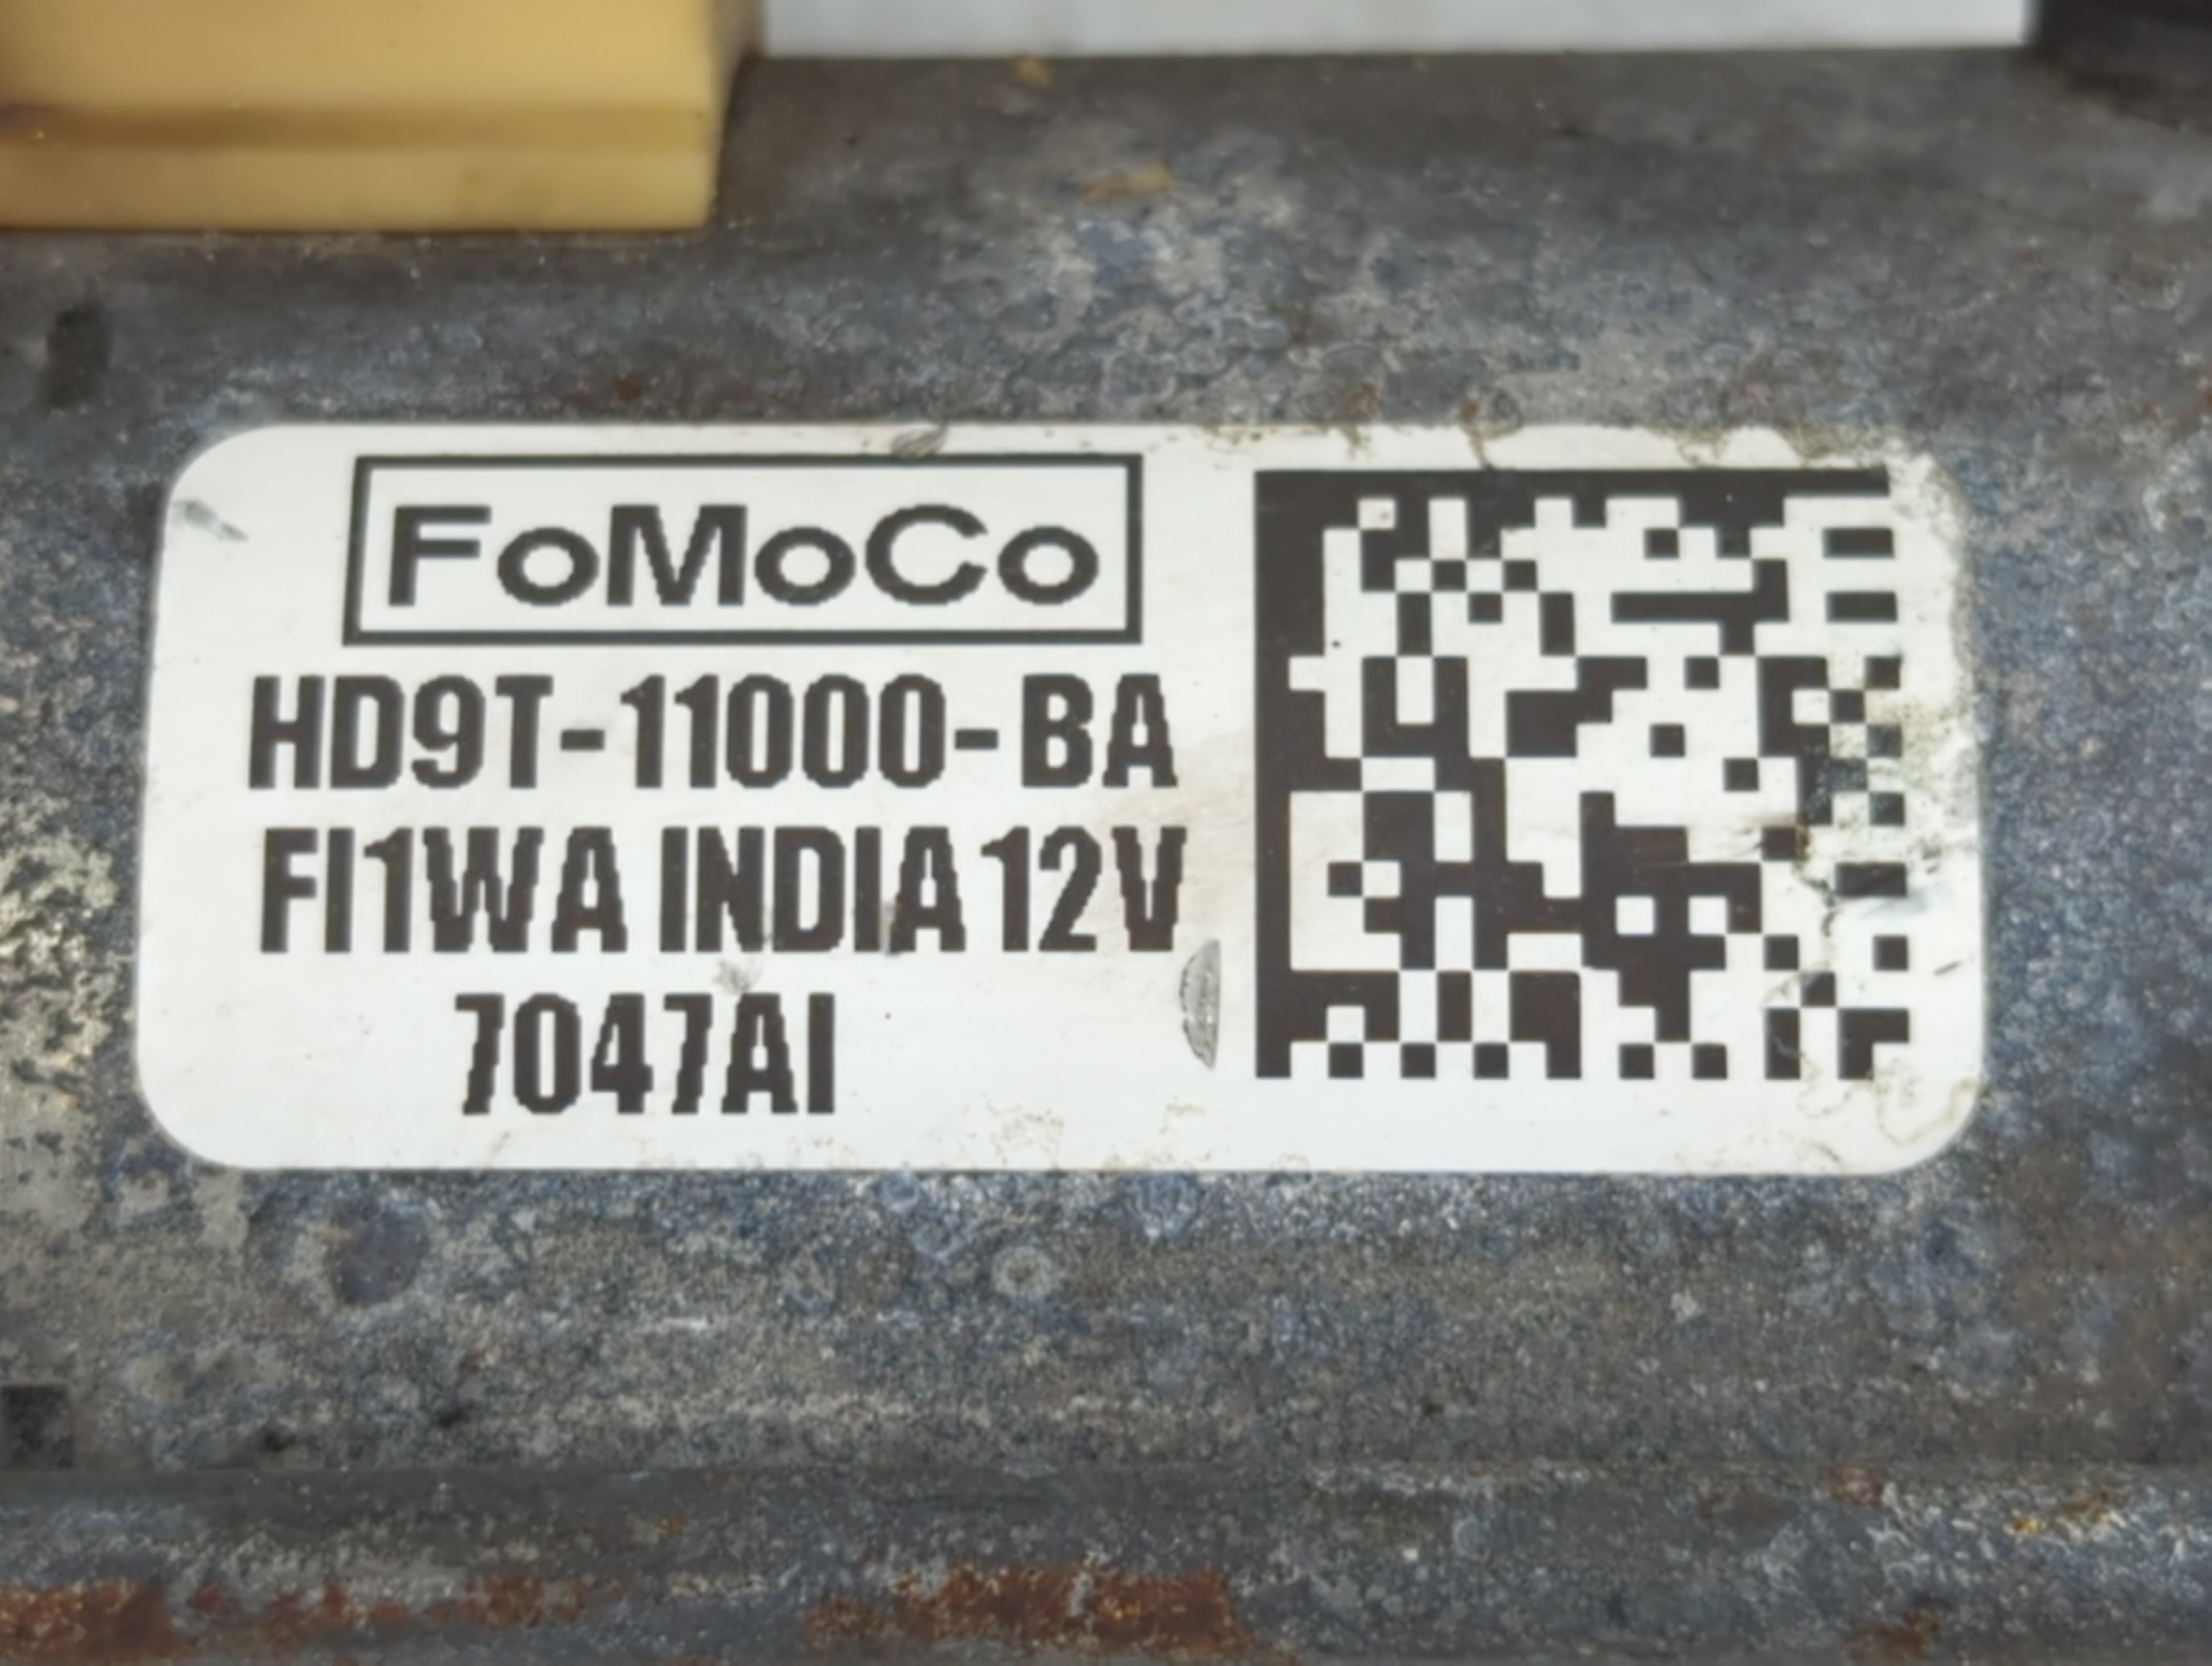 FoMoCo
HD9T-11000-BA
FI1WA INDIA 12V
7047AI